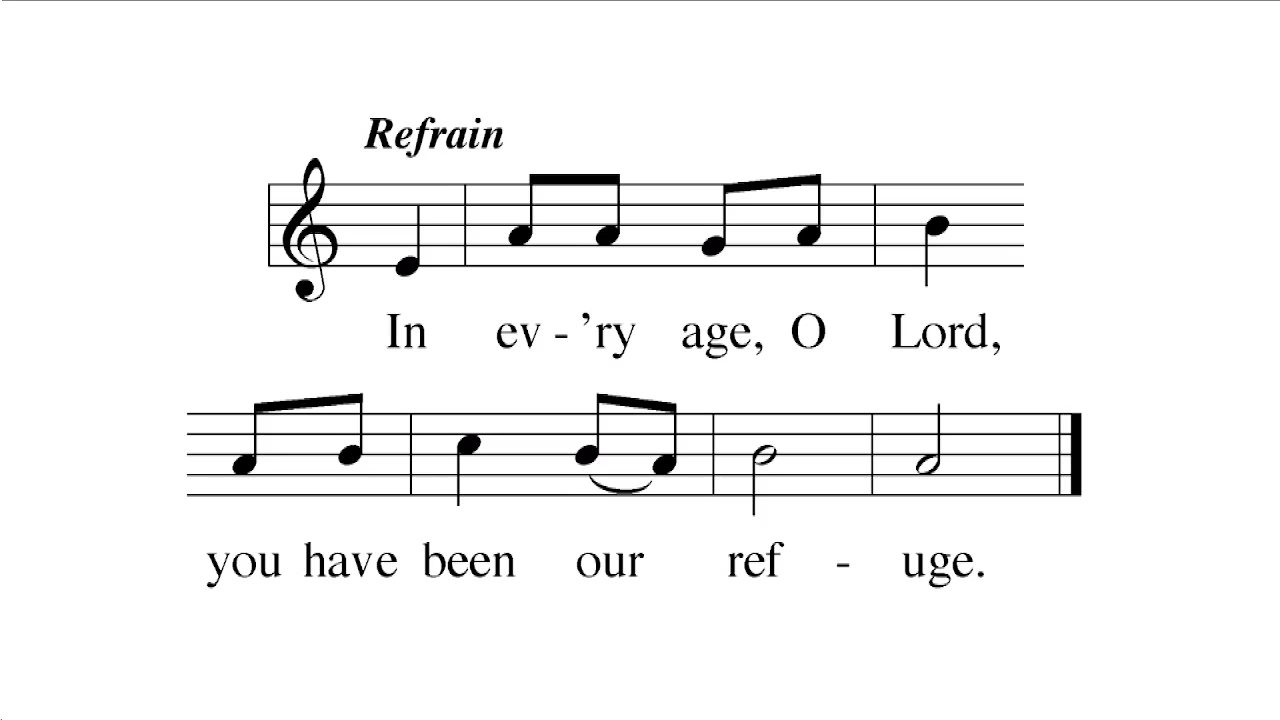 Refrain
In ev - ’ry age, O Lord,
you have been our ref - uge.